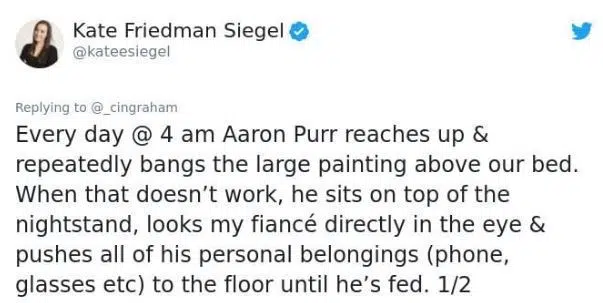 Kate Friedman Siegel
@kateesiegel
Replying to @_cingraham
Every day @ 4 am Aaron Purr reaches up &
repeatedly bangs the large painting above our bed.
When that doesn’t work, he sits on top of the
nightstand, looks my fiancé directly in the eye &
pushes all of his personal belongings (phone,
glasses etc) to the floor until he’s fed. 1/2